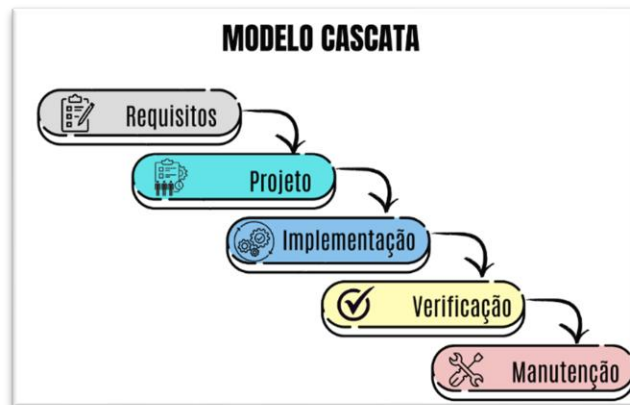 MODELO CASCATA
Requisitos
Projeto
Implementação
Verificação
Manutenção